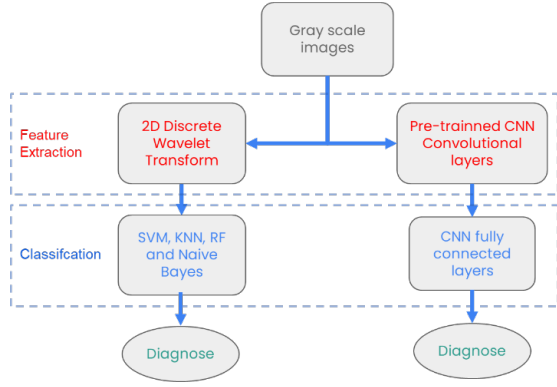 Gray scale
images
Feature
Extraction
2D Discrete
Wavelet
Transform
Pre-trainned CNN
Convolutional
layers
Classifcation
SVM, KNN, RF
and Naive
Bayes
CNN fully
connected
layers
Diagnose
Diagnose